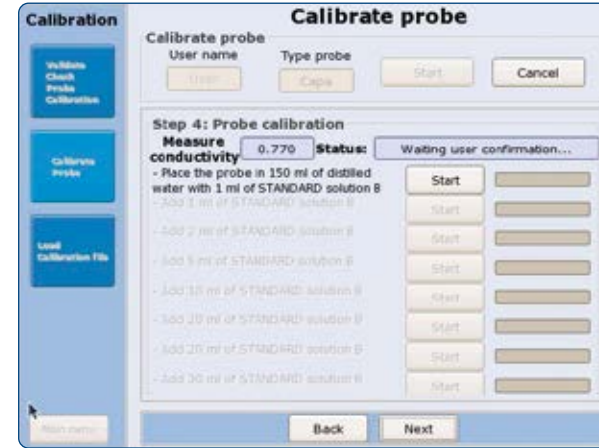 Calibration
Calibrate probe
Calibrate probe
User name
Type probe
User
Caps
Start
Cancel
Validate
Check
Probe
Calibration
Calibrate
Probe
Load
Calibration File
Step 4: Probe calibration
Measure
conductivity
0.770
Status:
Waiting user confirmation...
- Place the probe in 150 ml of distilled
water with 1 ml of STANDARD solution B
Start
- Add 1 ml of STANDARD solution B
Start
- Add 2 ml of STANDARD solution B
Start
- Add 5 ml of STANDARD solution B
Start
- Add 10 ml of STANDARD solution B
Start
- Add 20 ml of STANDARD solution B
Start
- Add 20 ml of STANDARD solution B
Start
- Add 30 ml of STANDARD solution B
Start
Main menu
Back
Next